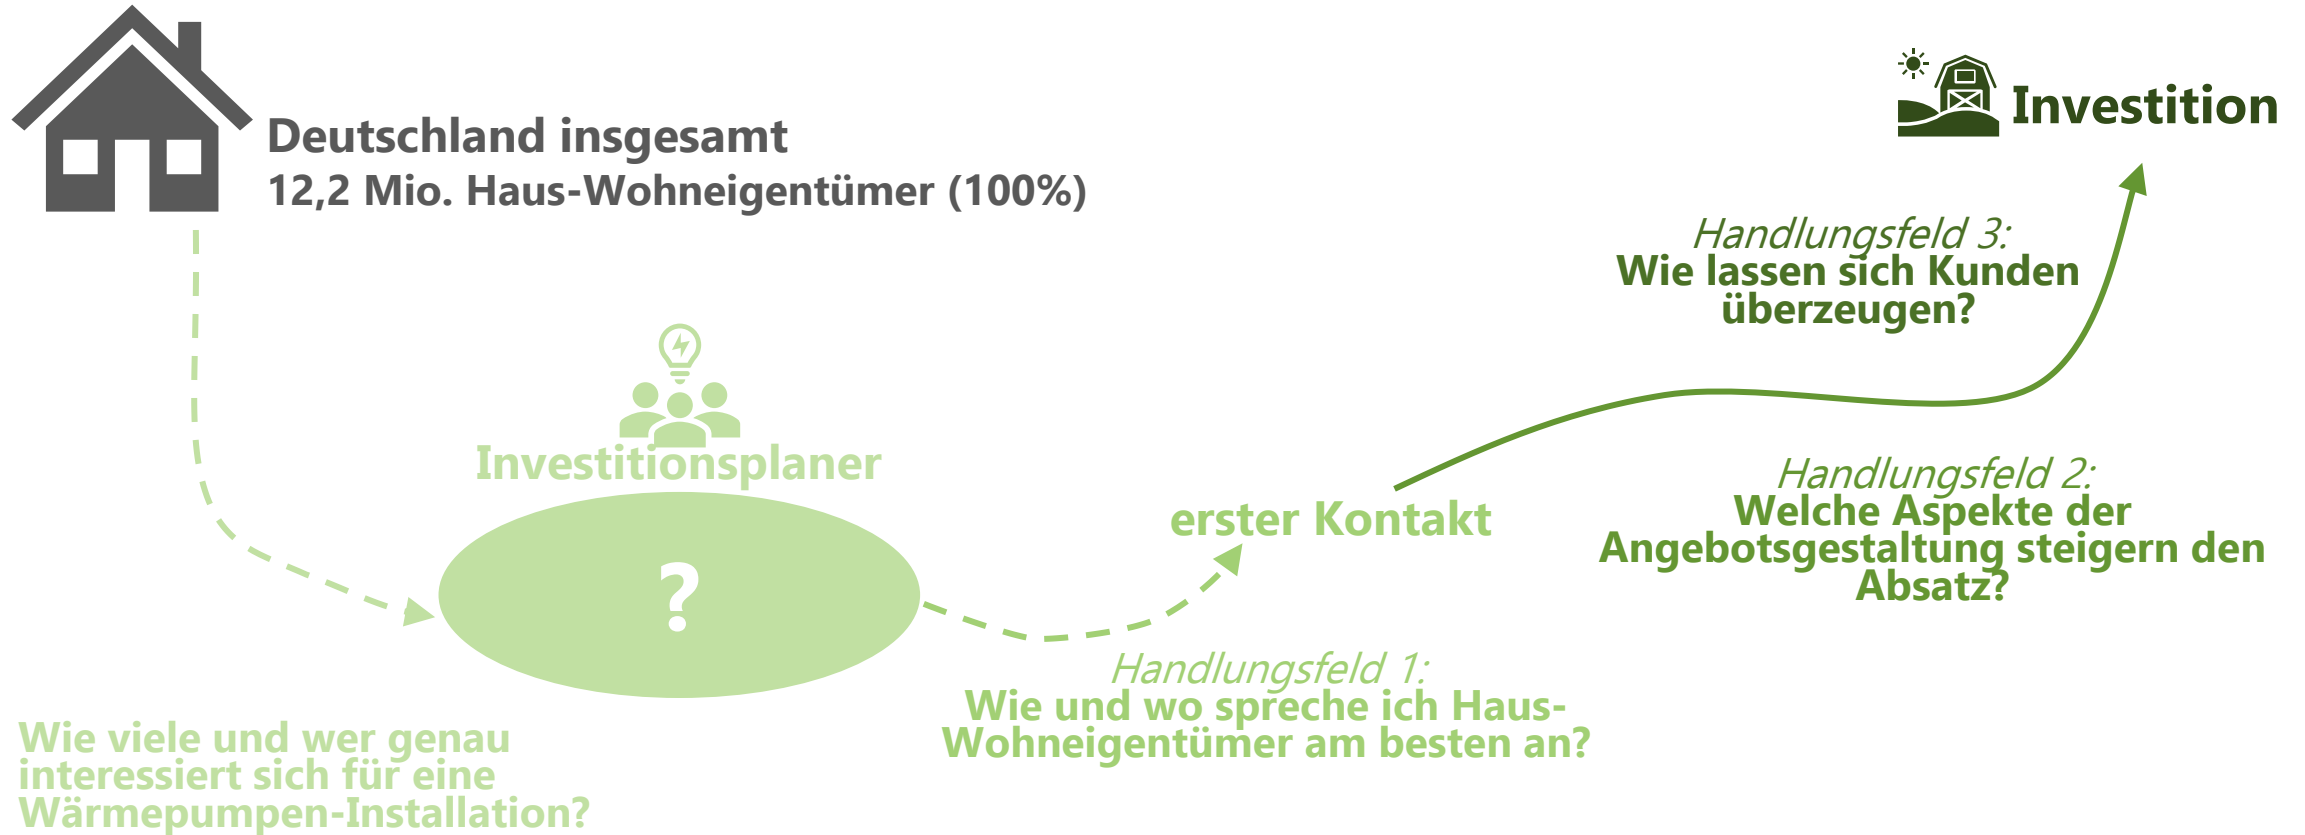 Deutschland insgesamt
12,2 Mio. Haus-Wohneigentümer (100%)
Investition
Handlungsfeld 3:
Wie lassen sich Kunden
überzeugen?
Investitionsplaner
?
erster Kontakt
Handlungsfeld 2:
Welche Aspekte der
Angebotsgestaltung steigern den
Absatz?
Handlungsfeld 1:
Wie und wo spreche ich Haus-
Wohneigentümer am besten an?
Wie viele und wer genau
interessiert sich für eine
Wärmepumpen-Installation?